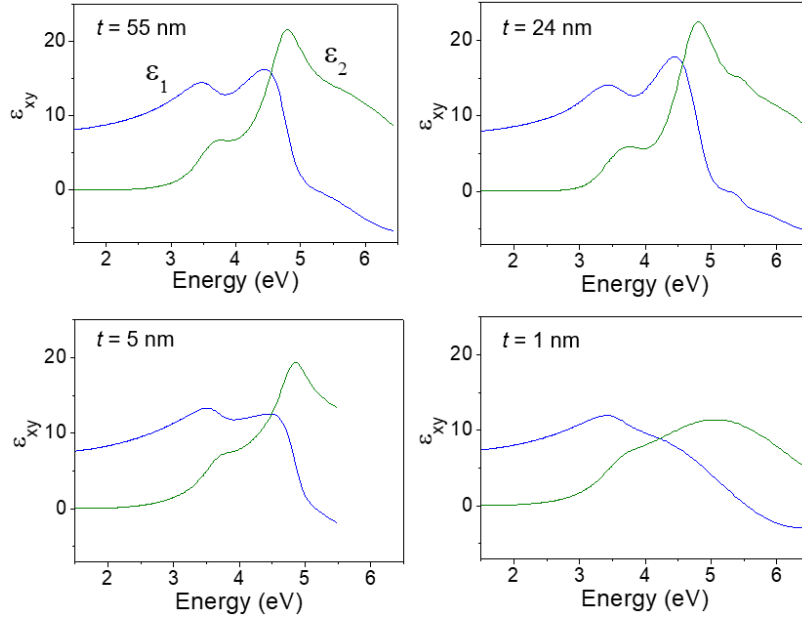 t = 55 nm
ε1
ε2
εxy
20
10
0
2 3 4 5 6
Energy (eV)
t = 24 nm
εxy
20
10
0
2 3 4 5 6
Energy (eV)
t = 5 nm
εxy
20
10
0
2 3 4 5 6
Energy (eV)
t = 1 nm
εxy
20
10
0
2 3 4 5 6
Energy (eV)